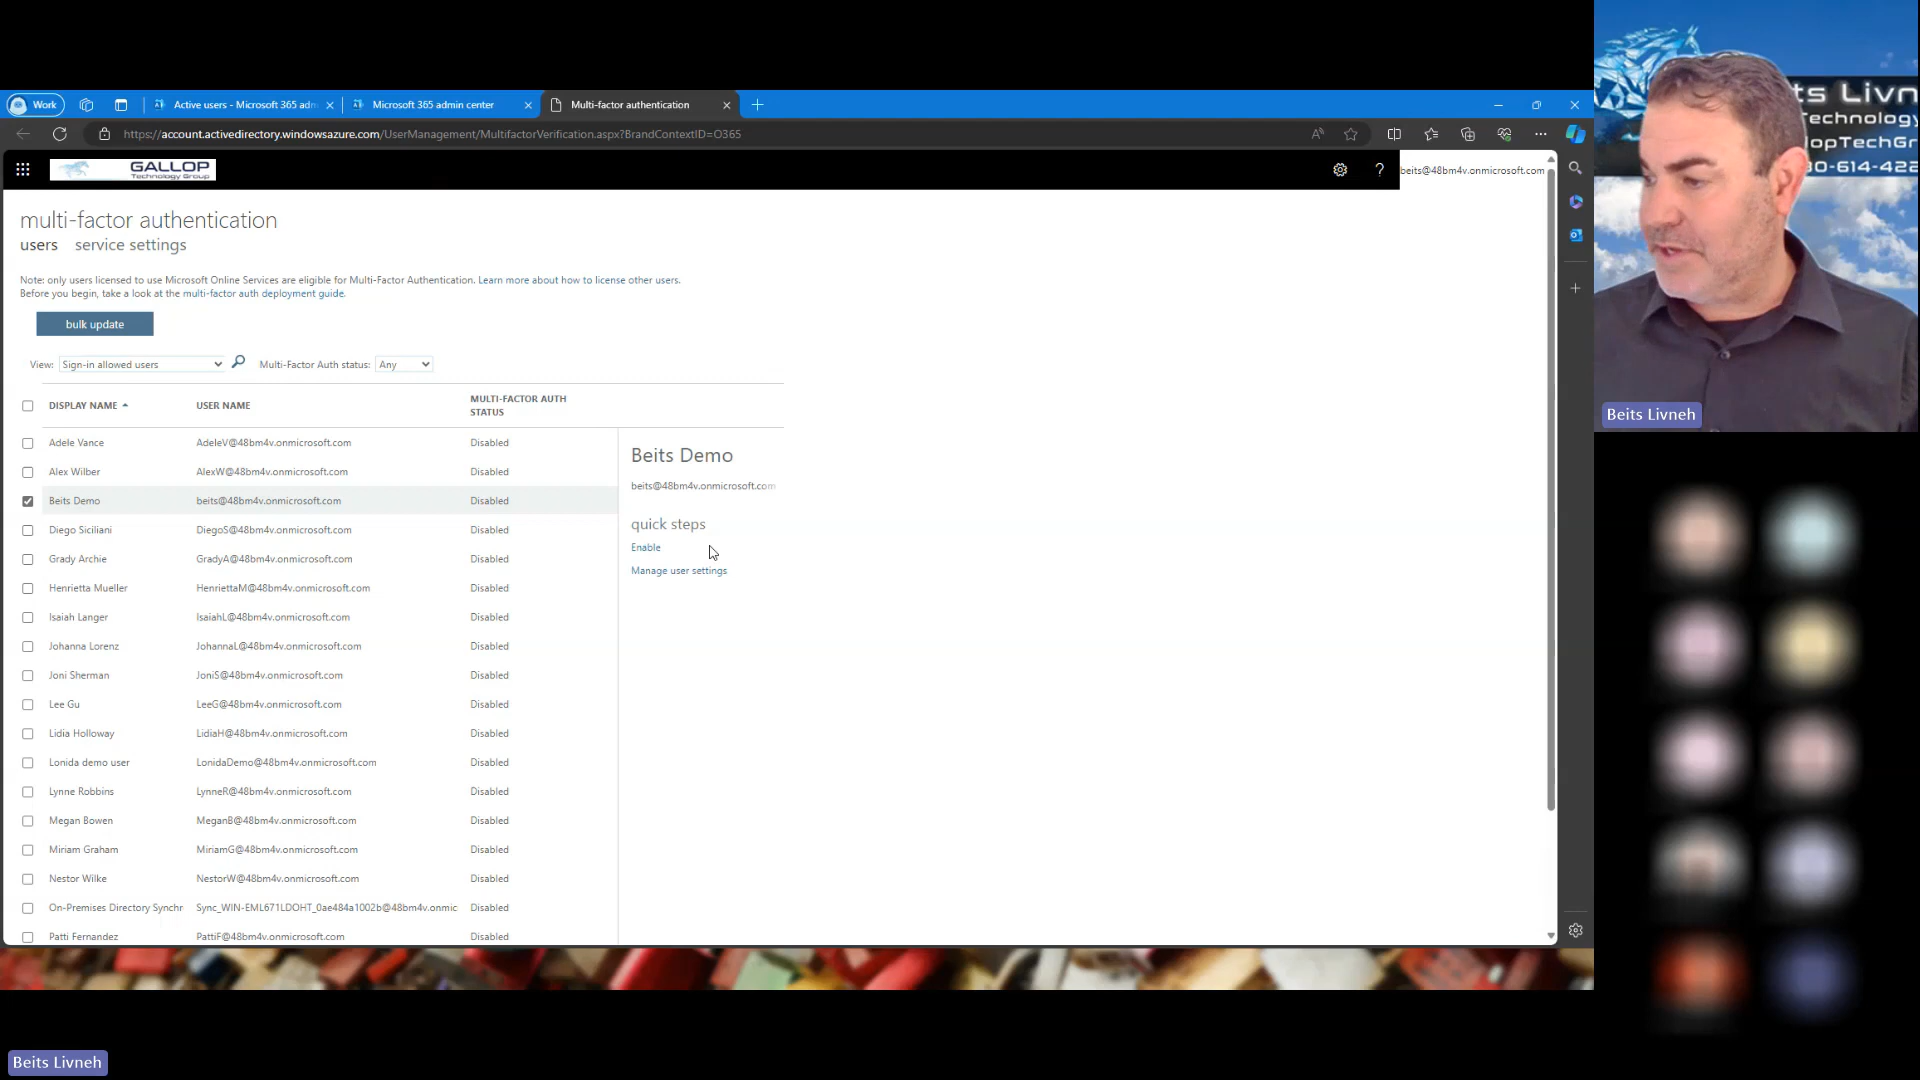 Work
Active users - Microsoft 365 adm
Microsoft 365 admin center
Multi-factor authentication
https://account.activedirectory.windowsazure.com/UserManagement/MultifactorVerification.aspx?BrandContextID=O365
GALLOP
Technology Group
?
beits@48bm4v.onmicrosoft.com
multi-factor authentication
users service settings
Note: only users licensed to use Microsoft Online Services are eligible for Multi-Factor Authentication. Learn more about how to license other users.
Before you begin, take a look at the multi-factor auth deployment guide.
bulk update
View: Sign-in allowed users Multi-Factor Auth status: Any
DISPLAY NAME USER NAME MULTI-FACTOR AUTH
STATUS
Adele Vance AdeleV@48bm4v.onmicrosoft.com Disabled
Alex Wilber AlexW@48bm4v.onmicrosoft.com Disabled
Beits Demo beits@48bm4v.onmicrosoft.com Disabled
Diego Siciliani DiegoS@48bm4v.onmicrosoft.com Disabled
Grady Archie GradyA@48bm4v.onmicrosoft.com Disabled
Henrietta Mueller HenriettaM@48bm4v.onmicrosoft.com Disabled
Isaiah Langer IsaiahL@48bm4v.onmicrosoft.com Disabled
Johanna Lorenz JohannaL@48bm4v.onmicrosoft.com Disabled
Joni Sherman JoniS@48bm4v.onmicrosoft.com Disabled
Lee Gu LeeG@48bm4v.onmicrosoft.com Disabled
Lidia Holloway LidiaH@48bm4v.onmicrosoft.com Disabled
Lonida demo user LonidaDemo@48bm4v.onmicrosoft.com Disabled
Lynne Robbins LynneR@48bm4v.onmicrosoft.com Disabled
Megan Bowen MeganB@48bm4v.onmicrosoft.com Disabled
Miriam Graham MiriamG@48bm4v.onmicrosoft.com Disabled
Nestor Wilke NestorW@48bm4v.onmicrosoft.com Disabled
On-Premises Directory Synchr Sync_WIN-EML671LDOHT_0ae484a1002b@48bm4v.onmic Disabled
Patti Fernandez PattiF@48bm4v.onmicrosoft.com Disabled
Beits Demo
beits@48bm4v.onmicrosoft.com
quick steps
Enable
Manage user settings
ts Livn
echnology
lopTechGr
0-614-422
Beits Livneh
Beits Livneh